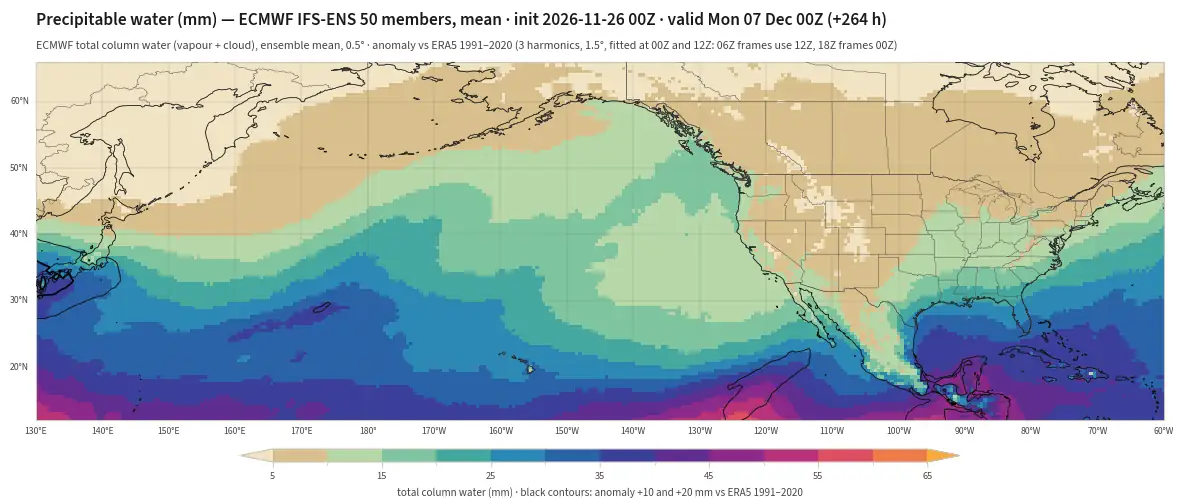 Precipitable water (mm) — ECMWF IFS-ENS 50 members, mean · init 2026-11-26 00Z · valid Mon 07 Dec 00Z (+264 h)
ECMWF total column water (vapour + cloud), ensemble mean, 0.5° · anomaly vs ERA5 1991–2020 (3 harmonics, 1.5°, fitted at 00Z and 12Z: 06Z frames use 12Z, 18Z frames 00Z)
60°N
50°N
40°N
30°N
20°N
130°E 140°E 150°E 160°E 170°E 180° 170°W 160°W 150°W 140°W 130°W 120°W 110°W 100°W 90°W 80°W 70°W 60°W
5 15 25 35 45 55 65
total column water (mm) · black contours: anomaly +10 and +20 mm vs ERA5 1991–2020